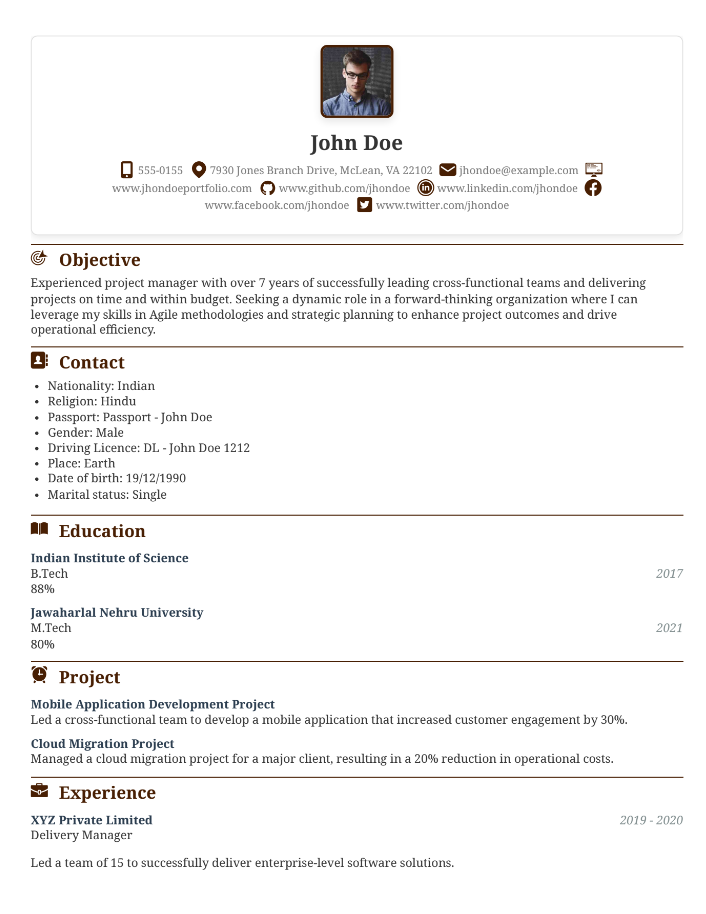 John Doe
555-0155 7930 Jones Branch Drive, McLean, VA 22102 jhondoe@example.com
www.jhondoeportfolio.com www.github.com/jhondoe www.linkedin.com/jhondoe
www.facebook.com/jhondoe www.twitter.com/jhondoe
Objective
Experienced project manager with over 7 years of successfully leading cross-functional teams and delivering
projects on time and within budget. Seeking a dynamic role in a forward-thinking organization where I can
leverage my skills in Agile methodologies and strategic planning to enhance project outcomes and drive
operational efficiency.
Contact
• Nationality: Indian
• Religion: Hindu
• Passport: Passport - John Doe
• Gender: Male
• Driving Licence: DL - John Doe 1212
• Place: Earth
• Date of birth: 19/12/1990
• Marital status: Single
Education
Indian Institute of Science
B.Tech 2017
88%
Jawaharlal Nehru University
M.Tech 2021
80%
Project
Mobile Application Development Project
Led a cross-functional team to develop a mobile application that increased customer engagement by 30%.
Cloud Migration Project
Managed a cloud migration project for a major client, resulting in a 20% reduction in operational costs.
Experience
XYZ Private Limited 2019 - 2020
Delivery Manager
Led a team of 15 to successfully deliver enterprise-level software solutions.